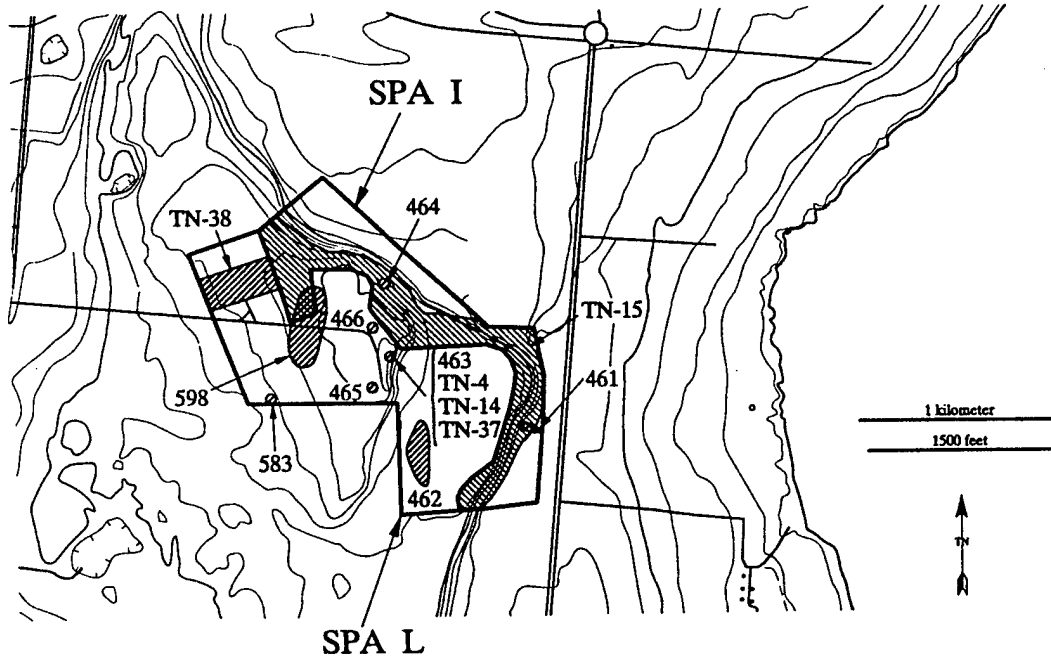 SPA I
TN-38
464
466
463
TN-4
TN-14
TN-37
TN-15
461
465
598
583
462
1 kilometer
1500 feet
TN
SPA L